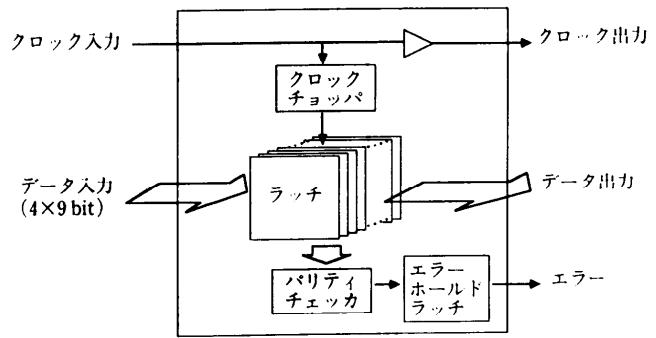 クロック入力
クロック出力
クロック
チョッパ
データ入力
(4×9 bit)
ラッチ
データ出力
パリティ
チェッカ
エラー
ホールド
ラッチ
エラー